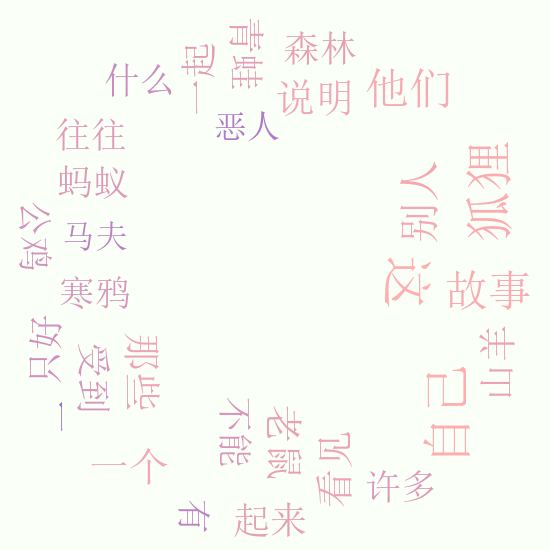 青蛙
一起
森林
什么
说明
他们
恶人
往往
蚂蚁
别人
狐狸
公鸡
马夫
这
寒鸦
故事
只好
受到
那些
山羊
一
自己
一个
不能
老鼠
看见
许多
有
起来